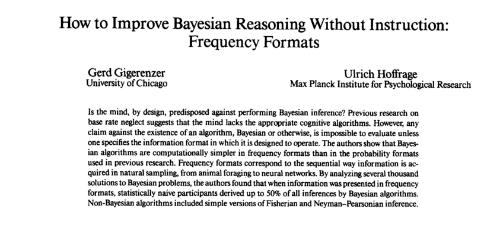 How to Improve Bayesian Reasoning Without Instruction:
Frequency Formats
Gerd Gigerenzer
University of Chicago
Ulrich Hoffrage
Max Planck Institute for Psychological Research
Is the mind, by design, predisposed against performing Bayesian inference? Previous research on
base rate neglect suggests that the mind lacks the appropriate cognitive algorithms. However, any
claim against the existence of an algorithm, Bayesian or otherwise, is impossible to evaluate unless
one specifies the information format in which it is designed to operate. The authors show that Bayes-
ian algorithms are computationally simpler in frequency formats than in the probability formats
used in previous research. Frequency formats correspond to the sequential way information is ac-
quired in natural sampling, from animal foraging to neural networks. By analyzing several thousand
solutions to Bayesian problems, the authors found that when information was presented in frequency
formats, statistically naive participants derived up to 50% of all inferences by Bayesian algorithms.
Non-Bayesian algorithms included simple versions of Fisherian and Neyman-Pearsonian inference.